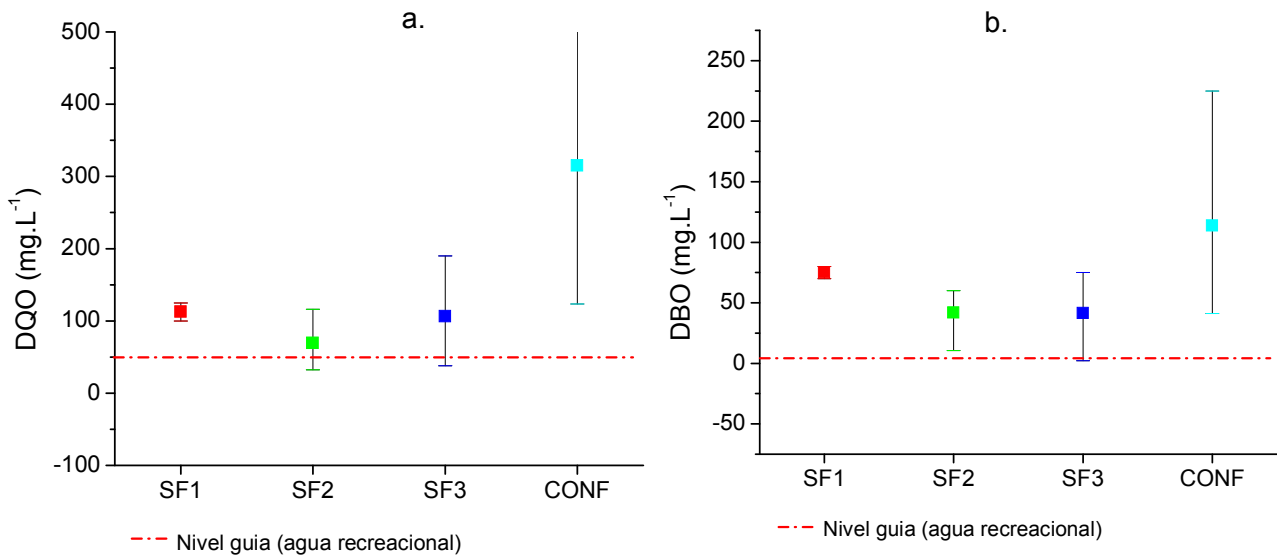 a.
500
400
300
200
100
0
-100
DQO (mg.L⁻¹)
SF1 SF2 SF3 CONF
Nivel guia (agua recreacional)
b.
250
200
150
100
50
0
-50
DBO (mg.L⁻¹)
SF1 SF2 SF3 CONF
Nivel guia (agua recreacional)